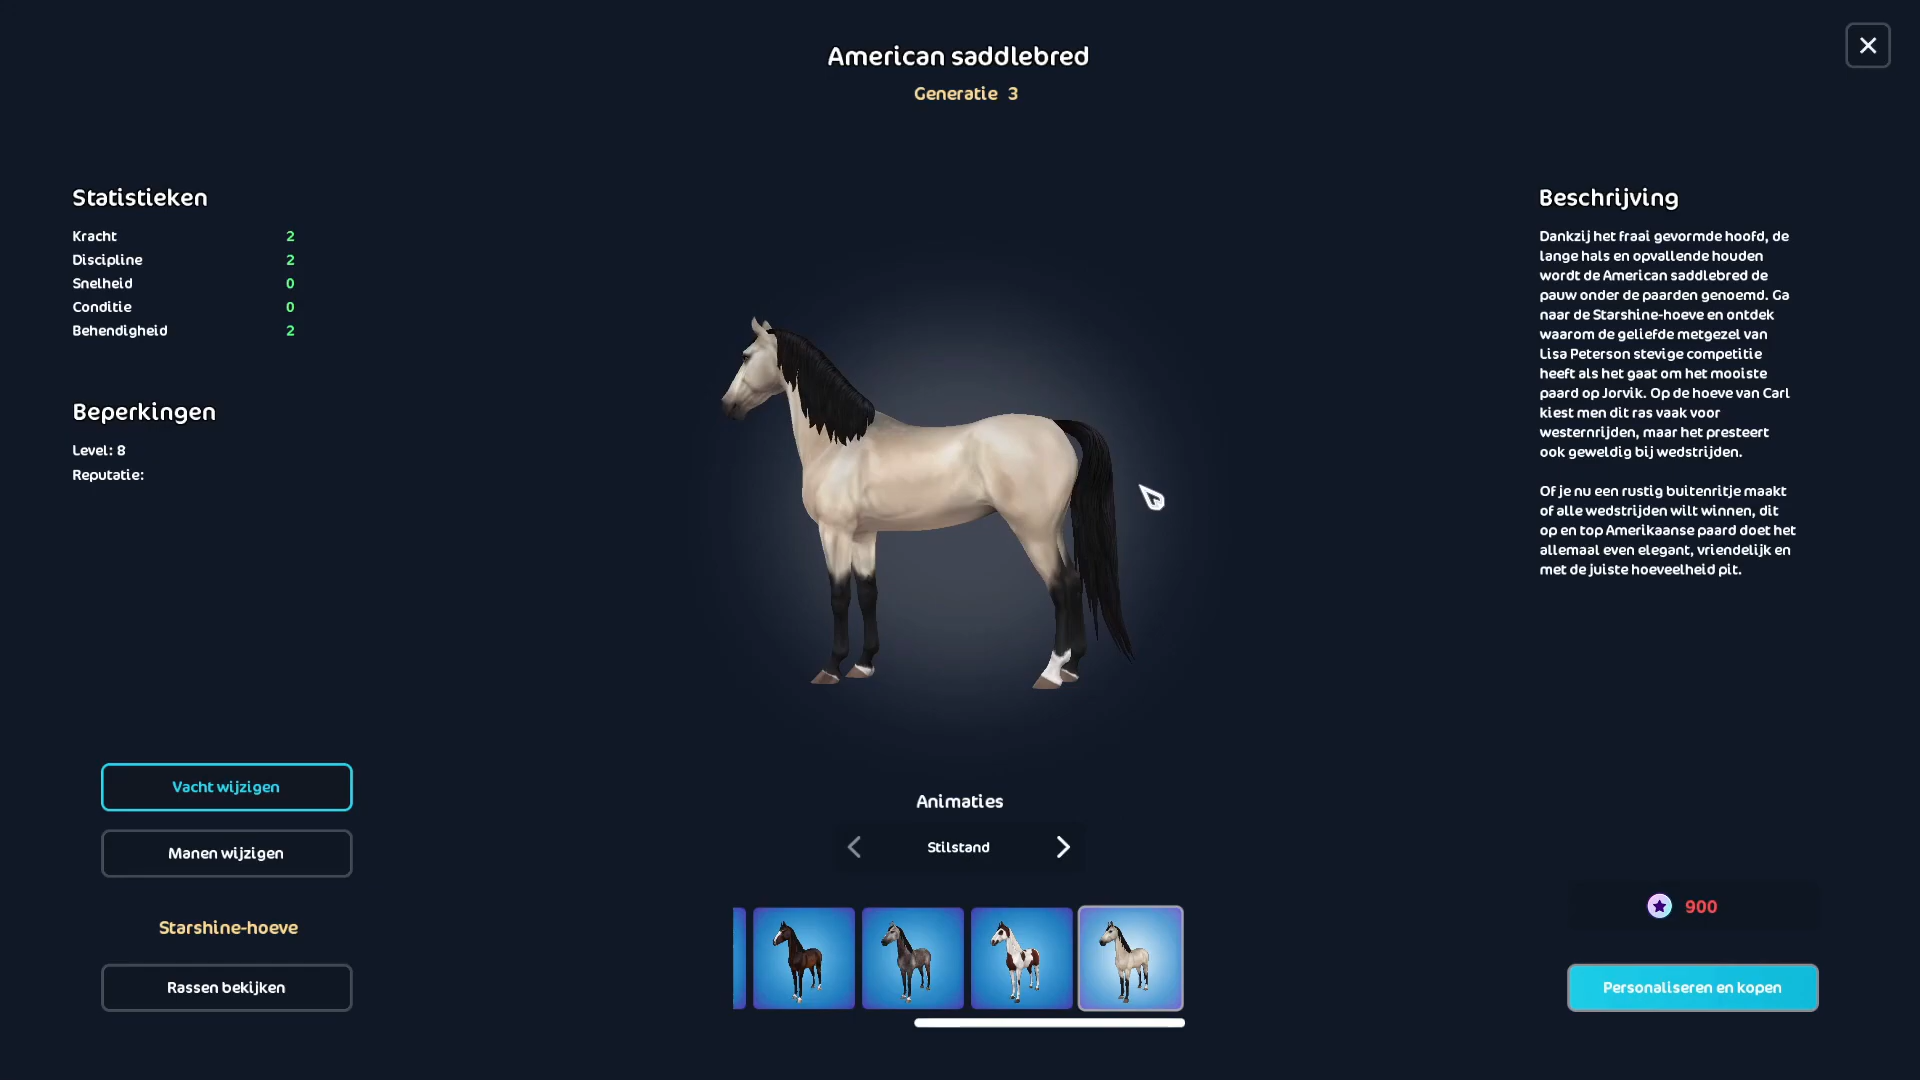 American saddlebred
Generatie 3
Statistieken
Kracht 2
Discipline 2
Snelheid 0
Conditie 0
Behendigheid 2
Beperkingen
Level: 8
Reputatie:
Vacht wijzigen
Manen wijzigen
Starshine-hoeve
Rassen bekijken
Animaties
Stilstand
Beschrijving
Dankzij het fraai gevormde hoofd, de
lange hals en opvallende houden
wordt de American saddlebred de
pauw onder de paarden genoemd. Ga
naar de Starshine-hoeve en ontdek
waarom de geliefde metgezel van
Lisa Peterson stevige competitie
heeft als het gaat om het mooiste
paard op Jorvik. Op de hoeve van Carl
kiest men dit ras vaak voor
westernrijden, maar het presteert
ook geweldig bij wedstrijden.
Of je nu een rustig buitenritje maakt
of alle wedstrijden wilt winnen, dit
op en top Amerikaanse paard doet het
allemaal even elegant, vriendelijk en
met de juiste hoeveelheid pit.
900
Personaliseren en kopen